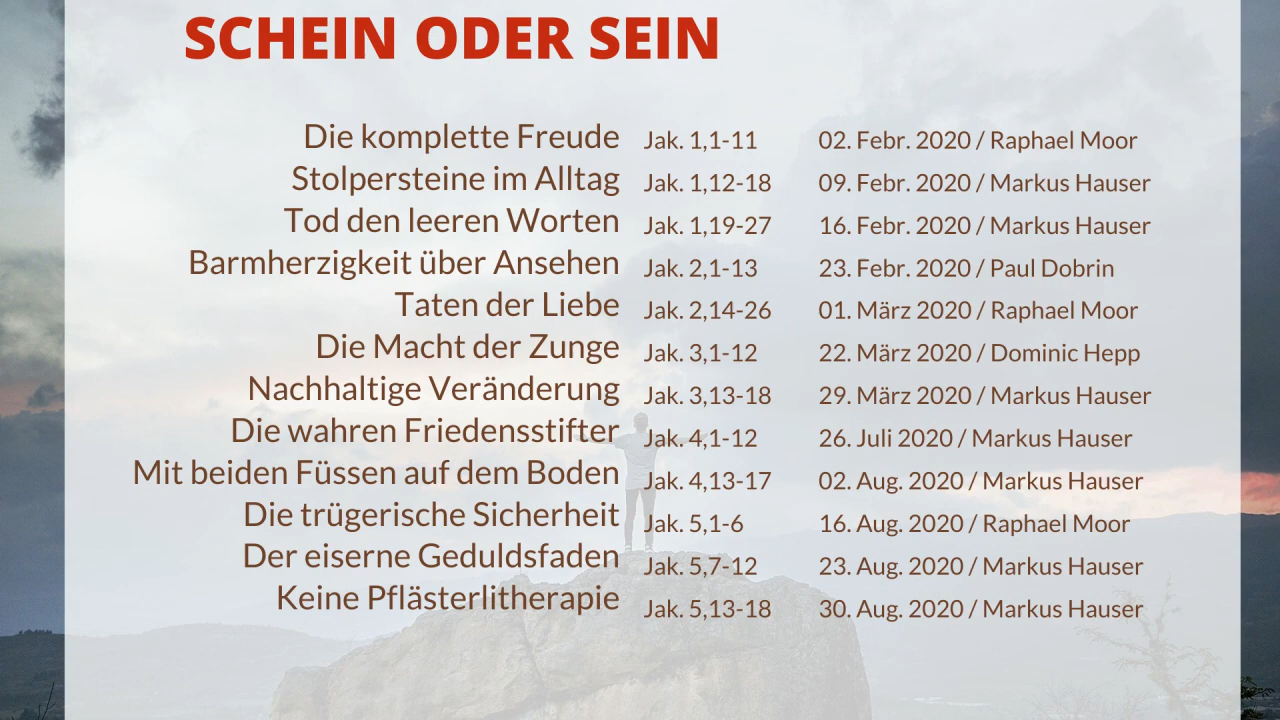 SCHEIN ODER SEIN
Die komplette Freude Jak. 1,1-11 02. Febr. 2020 / Raphael Moor
Stolpersteine im Alltag Jak. 1,12-18 09. Febr. 2020 / Markus Hauser
Tod den leeren Worten Jak. 1,19-27 16. Febr. 2020 / Markus Hauser
Barmherzigkeit über Ansehen Jak. 2,1-13 23. Febr. 2020 / Paul Dobrin
Taten der Liebe Jak. 2,14-26 01. März 2020 / Raphael Moor
Die Macht der Zunge Jak. 3,1-12 22. März 2020 / Dominic Hepp
Nachhaltige Veränderung Jak. 3,13-18 29. März 2020 / Markus Hauser
Die wahren Friedensstifter Jak. 4,1-12 26. Juli 2020 / Markus Hauser
Mit beiden Füssen auf dem Boden Jak. 4,13-17 02. Aug. 2020 / Markus Hauser
Die trügerische Sicherheit Jak. 5,1-6 16. Aug. 2020 / Raphael Moor
Der eiserne Geduldsfaden Jak. 5,7-12 23. Aug. 2020 / Markus Hauser
Keine Pflästerlitherapie Jak. 5,13-18 30. Aug. 2020 / Markus Hauser